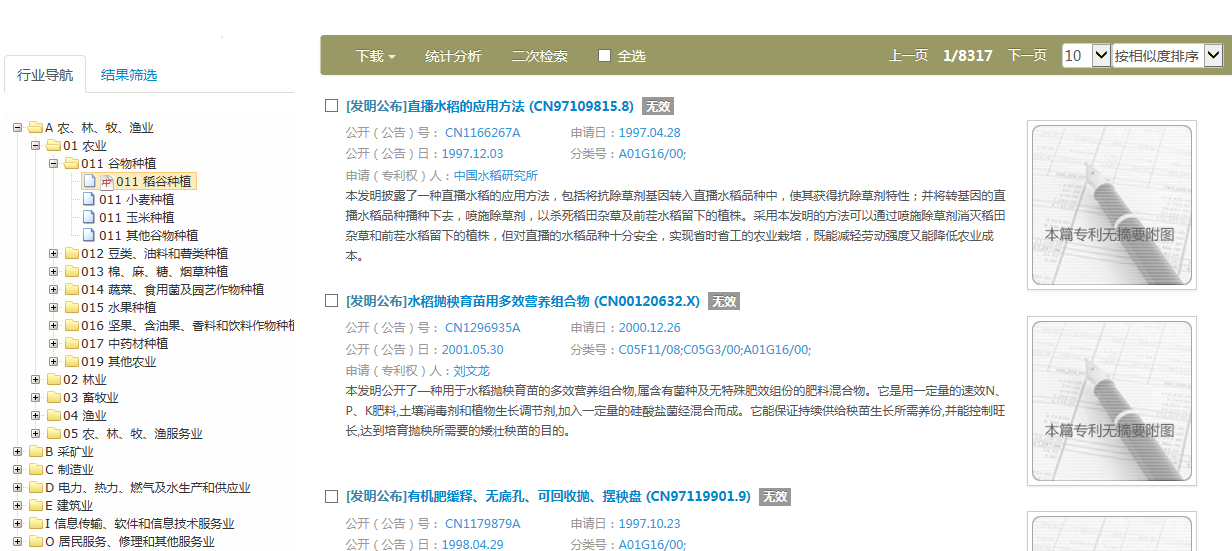 行业导航 结果筛选
A 农、林、牧、渔业
01 农业
011 谷物种植
011 稻谷种植
011 小麦种植
011 玉米种植
011 其他谷物种植
012 豆类、油料和薯类种植
013 棉、麻、糖、烟草种植
014 蔬菜、食用菌及园艺作物种植
015 水果种植
016 坚果、含油果、香料和饮料作物种植
017 中药材种植
019 其他农业
02 林业
03 畜牧业
04 渔业
05 农、林、牧、渔服务业
B 采矿业
C 制造业
D 电力、热力、燃气及水生产和供应业
E 建筑业
I 信息传输、软件和信息技术服务业
O 居民服务、修理和其他服务业
下载 统计分析 二次检索 全选 上一页 1/8317 下一页 10 按相似度排序
[发明公布]直播水稻的应用方法 (CN97109815.8) 无效
公开(公告)号: CN1166267A 申请日:1997.04.28
公开(公告)日:1997.12.03 分类号:A01G16/00;
申请(专利权)人:中国水稻研究所
本发明披露了一种直播水稻的应用方法,包括将抗除草剂基因转入直播水稻品种中,使其获得抗除草剂特性;并将转基因的直
播水稻品种播种下去,喷施除草剂,以杀死稻田杂草及前茬水稻留下的植株。采用本发明的方法可以通过喷施除草剂消灭稻田
杂草和前茬水稻留下的植株,但对直播的水稻品种十分安全,实现省时省工的农业栽培,既能减轻劳动强度又能降低农业成
本。
本篇专利无摘要附图
[发明公布]水稻抛秧育苗用多效营养组合物 (CN00120632.X) 无效
公开(公告)号: CN1296935A 申请日:2000.12.26
公开(公告)日:2001.05.30 分类号:C05F11/08;C05G3/00;A01G16/00;
申请(专利权)人:刘文龙
本发明公开了一种用于水稻抛秧育苗的多效营养组合物,属含有菌种及无特殊肥效组份的肥料混合物。它是用一定量的速效N、
P、K肥料,土壤消毒剂和植物生长调节剂,加入一定量的硅酸盐菌经混合而成。它能保证持续供给秧苗生长所需养份,并能控制旺
长,达到培育抛秧所需要的矮壮秧苗的目的。
本篇专利无摘要附图
[发明公布]有机肥缓释、无底孔、可回收抛、摆秧盘 (CN97119901.9) 无效
公开(公告)号: CN1179879A 申请日:1997.10.23
公开(公告)日:1998.04.29 分类号:A01G16/00;